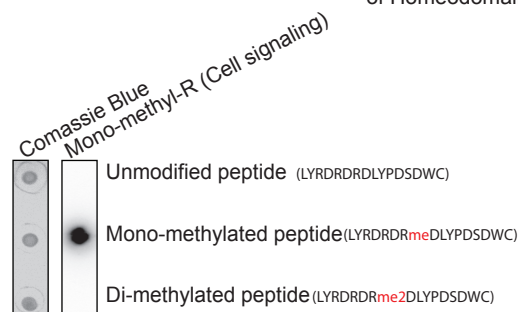 of Homeodomai
Comassie Blue
Mono-methyl-R (Cell signaling)
Unmodified peptide (LYRDRDRDLYPDSDWC)
Mono-methylated peptide(LYRDRDRmeDLYPDSDWC)
Di-methylated peptide(LYRDRDRme2DLYPDSDWC)